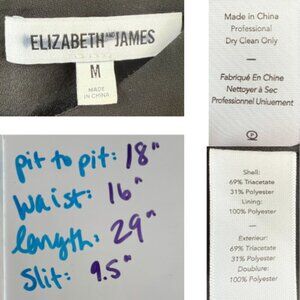 ELIZABETH AND JAMES
M
MADE
IN CHINA
Made in China
Professional
Dry Clean Only
Fabriqué En Chine
Nettoyer à Sec
Professionnel Uniuement
P
pit to pit: 18"
Waist: 16"
length: 29"
Slit: 9.5"
Shell:
69% Triacetate
31% Polyester
Lining:
100% Polyester
Exterieur:
69% Triacetate
31% Polyester
Doublure:
100% Polyester